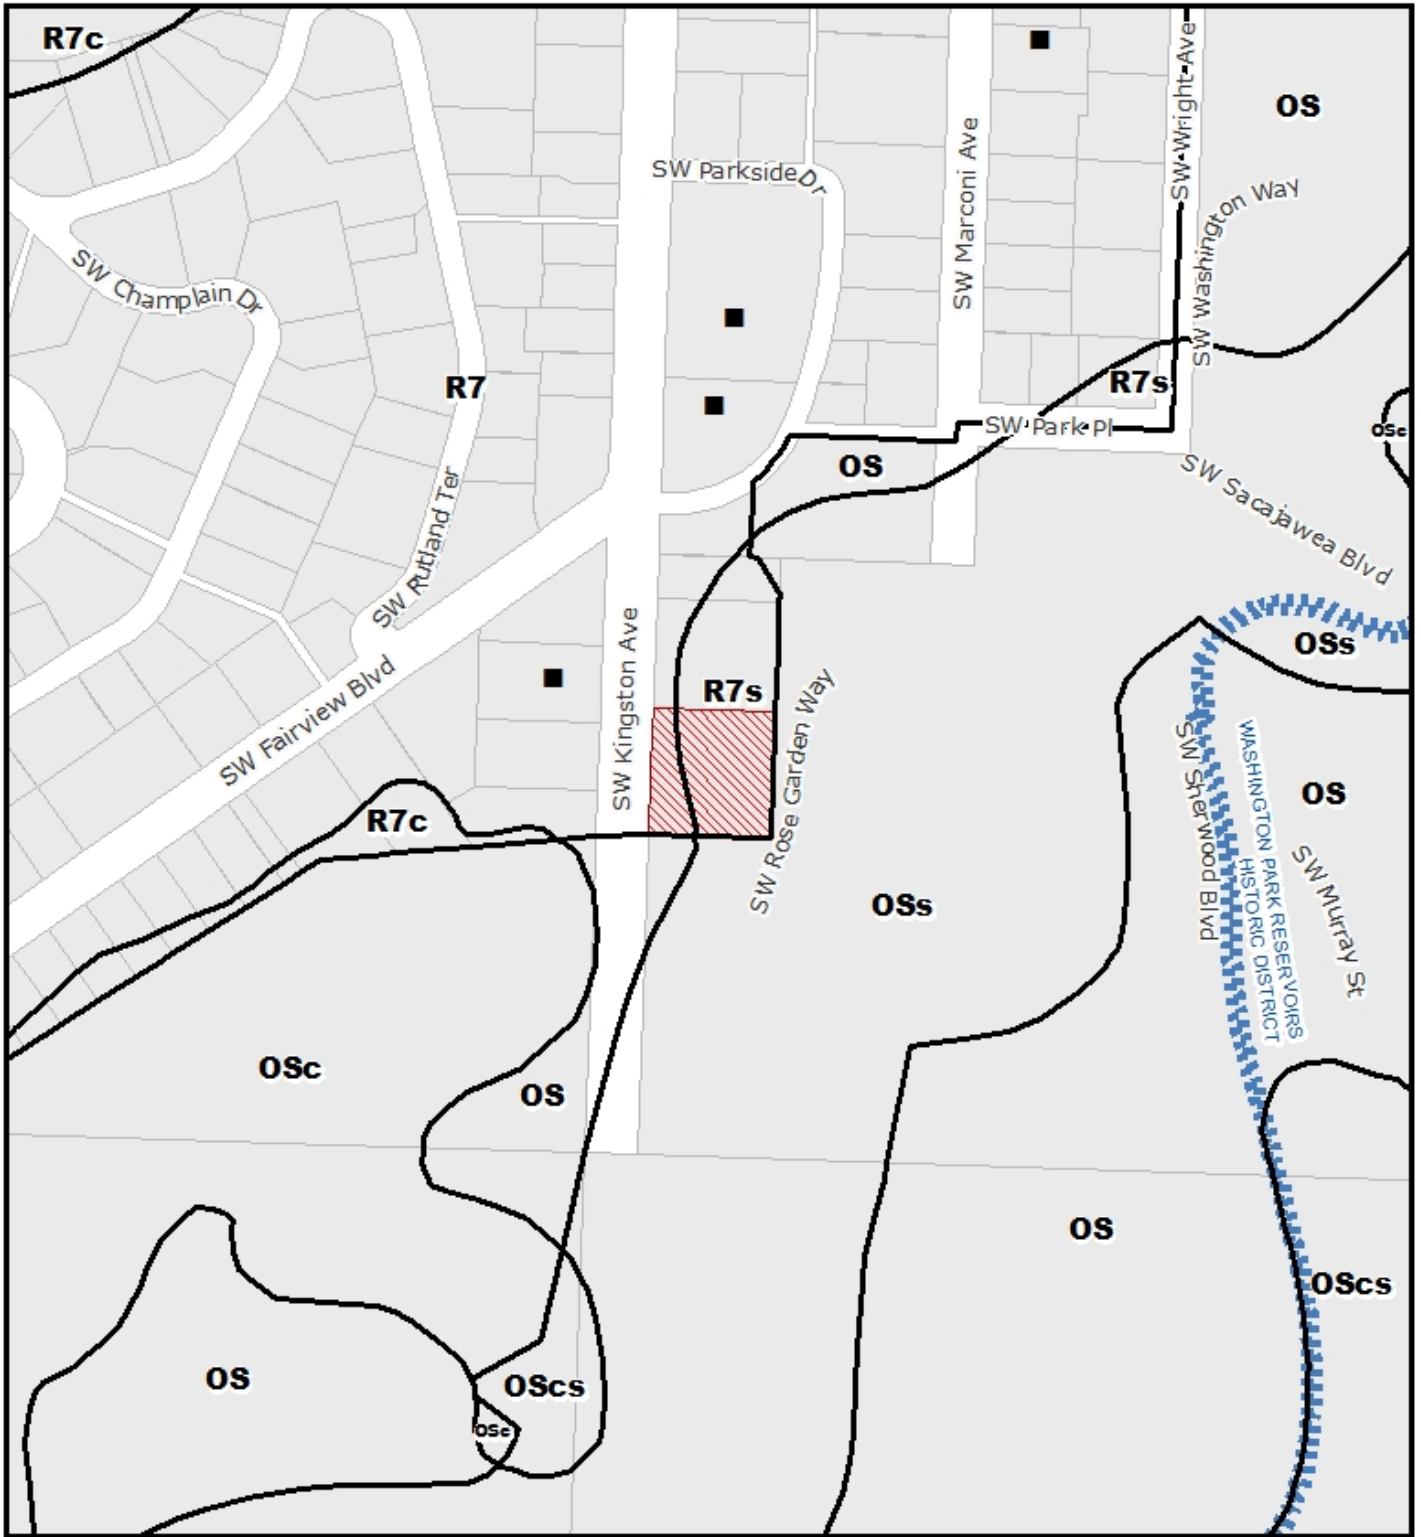 R7c
OS
SW Wright Ave
SW Parkside Dr
SW Marconi Ave
SW Washington Way
SW Champlain Dr
R7
R7s
SW Park Pl
OSc
OS
SW Sacajawea Blvd
SW Rutland Ter
OSs
SW Kingston Ave
R7s
SW Fairview Blvd
SW Rose Garden Way
SW Sherwood Blvd
WASHINGTON PARK RESERVOIRS
HISTORIC DISTRICT
OS
R7c
SW Murray St
OSs
OSc
OS
OS
OScs
OS
OScs
OSc